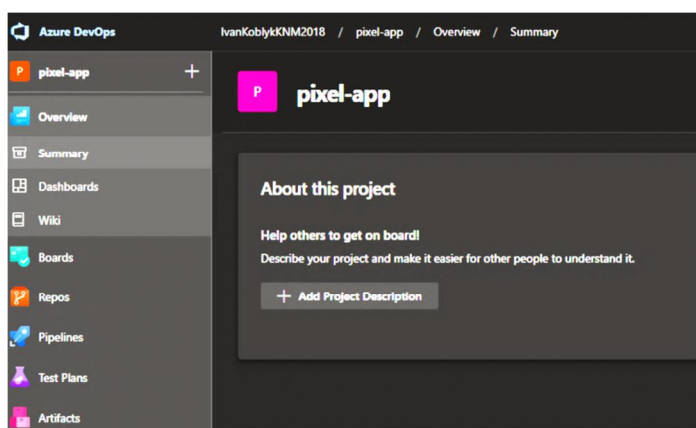 Azure DevOps
IvanKoblykKNM2018 / pixel-app / Overview / Summary
P pixel-app +
P pixel-app
Overview
Summary
Dashboards
Wiki
Boards
Repos
Pipelines
Test Plans
Artifacts
About this project
Help others to get on board!
Describe your project and make it easier for other people to understand it.
+ Add Project Description